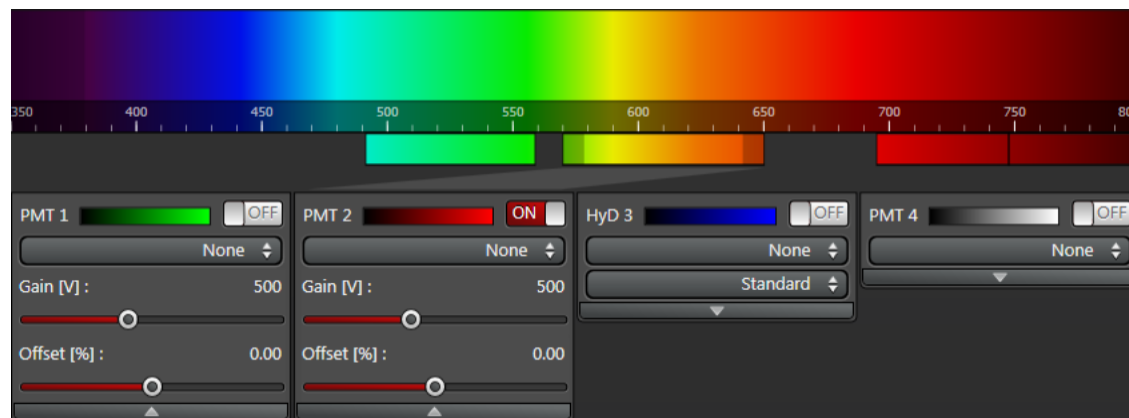 350 400 450 500 550 600 650 700 750 80
PMT 1 OFF PMT 2 ON HyD 3 OFF PMT 4 OFF
None None None None
Gain [V] : 500 Gain [V] : 500 Standard
Offset [%] : 0.00 Offset [%] : 0.00